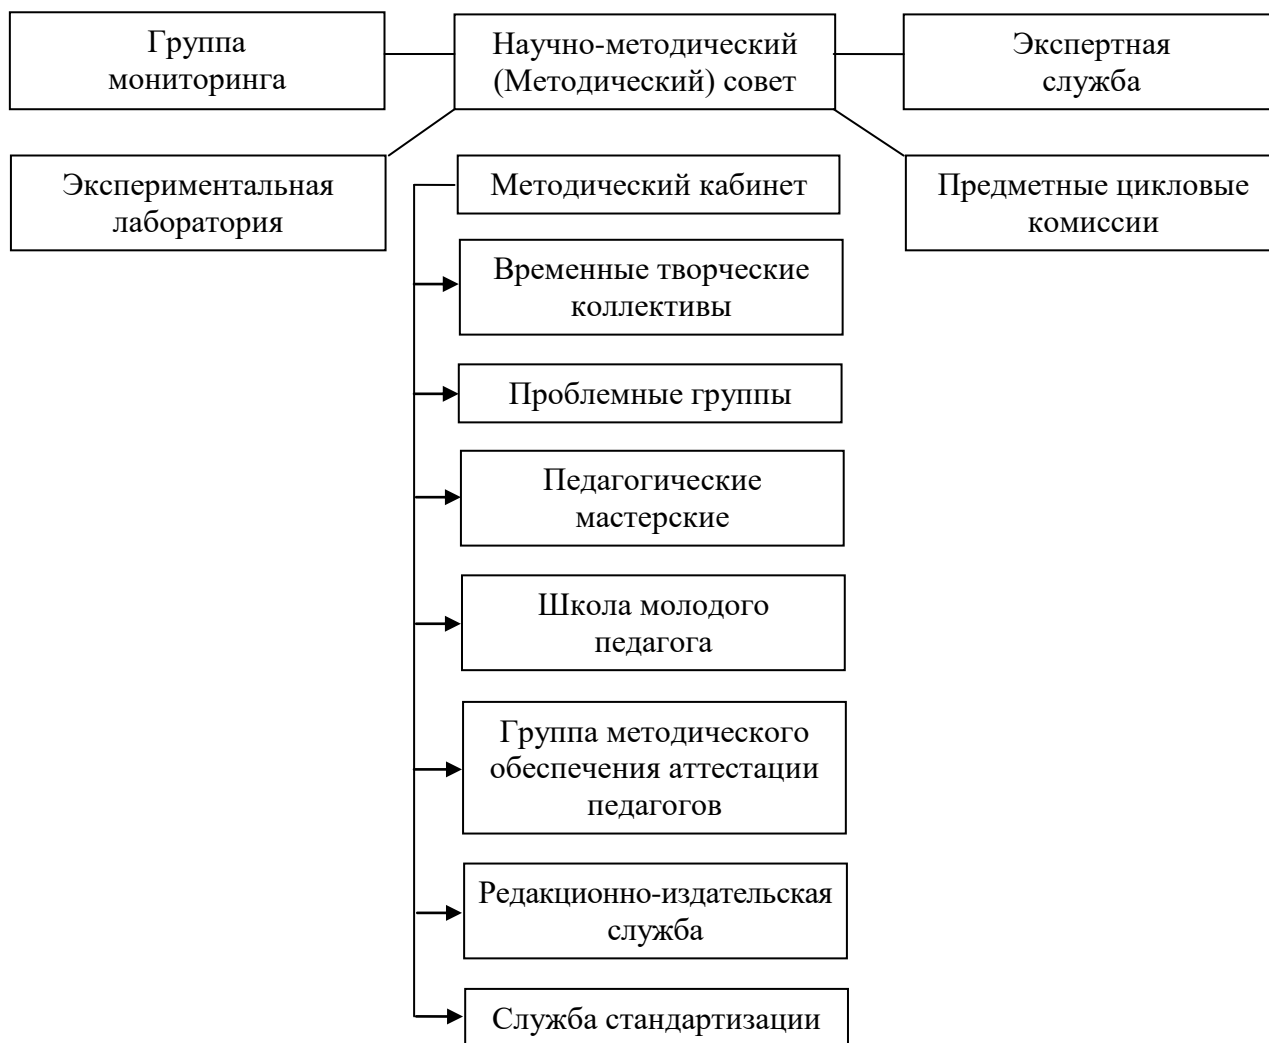 Группа
мониторинга
Научно-методический
(Методический) совет
Экспертная
служба
Экспериментальная
лаборатория
Методический кабинет
Предметные цикловые
комиссии
Временные творческие
коллективы
Проблемные группы
Педагогические
мастерские
Школа молодого
педагога
Группа методического
обеспечения аттестации
педагогов
Редакционно-издательская
служба
Служба стандартизации